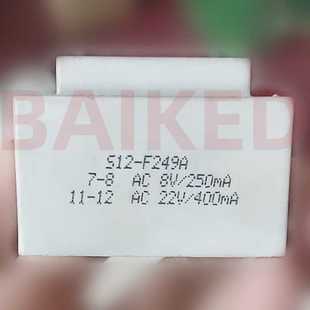 BAIKED
S12-F249A
7-8 AC 8V/250mA
11-12 AC 22V/400mA